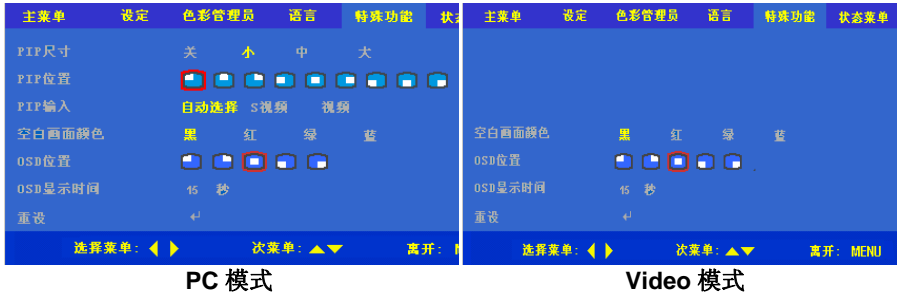 主菜单 设定 色彩管理员 语言 特殊功能
PIP尺寸 关 小 中 大
PIP位置
PIP输入 自动选择 S视频 视频
空白画面颜色 黑 红 绿 蓝
OSD位置
OSD显示时间 15 秒
重设
选择菜单: 次菜单: 离开:
PC 模式
主菜单 设定 色彩管理员 语言 特殊功能 状态菜单
空白画面颜色 黑 红 绿 蓝
OSD位置
OSD显示时间 15 秒
重设
选择菜单: 次菜单: 离开: MENU
Video 模式